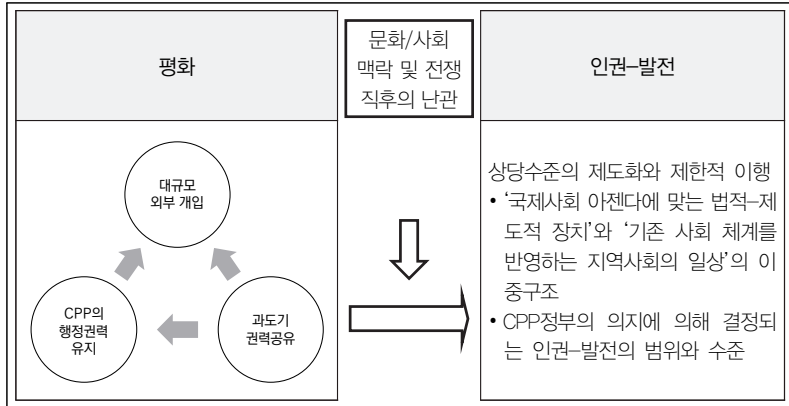 평화
문화/사회
맥락 및 전쟁
직후의 난관
인권–발전
대규모
외부 개입
CPP의
행정권력
유지
과도기
권력공유
상당수준의 제도화와 제한적 이행
• ‘국제사회 아젠다에 맞는 법적–제
도적 장치’와 ‘기존 사회 체계를
반영하는 지역사회의 일상’의 이
중구조
• CPP정부의 의지에 의해 결정되
는 인권–발전의 범위와 수준